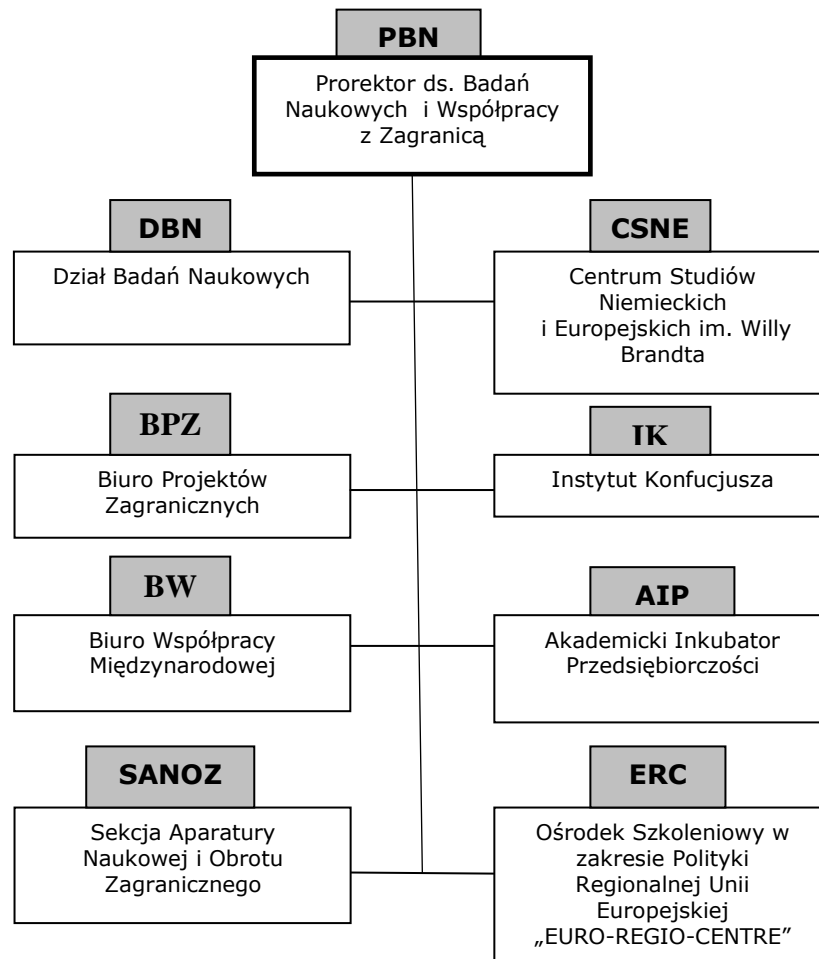 PBN
Prorektor ds. Badań
Naukowych i Współpracy
z Zagranicą
DBN
Dział Badań Naukowych
CSNE
Centrum Studiów
Niemieckich
i Europejskich im. Willy
Brandta
BPZ
Biuro Projektów
Zagranicznych
IK
Instytut Konfucjusza
BW
Biuro Współpracy
Międzynarodowej
AIP
Akademicki Inkubator
Przedsiębiorczości
SANOZ
Sekcja Aparatury
Naukowej i Obrotu
Zagranicznego
ERC
Ośrodek Szkoleniowy w
zakresie Polityki
Regionalnej Unii
Europejskiej
„EURO-REGIO-CENTRE”